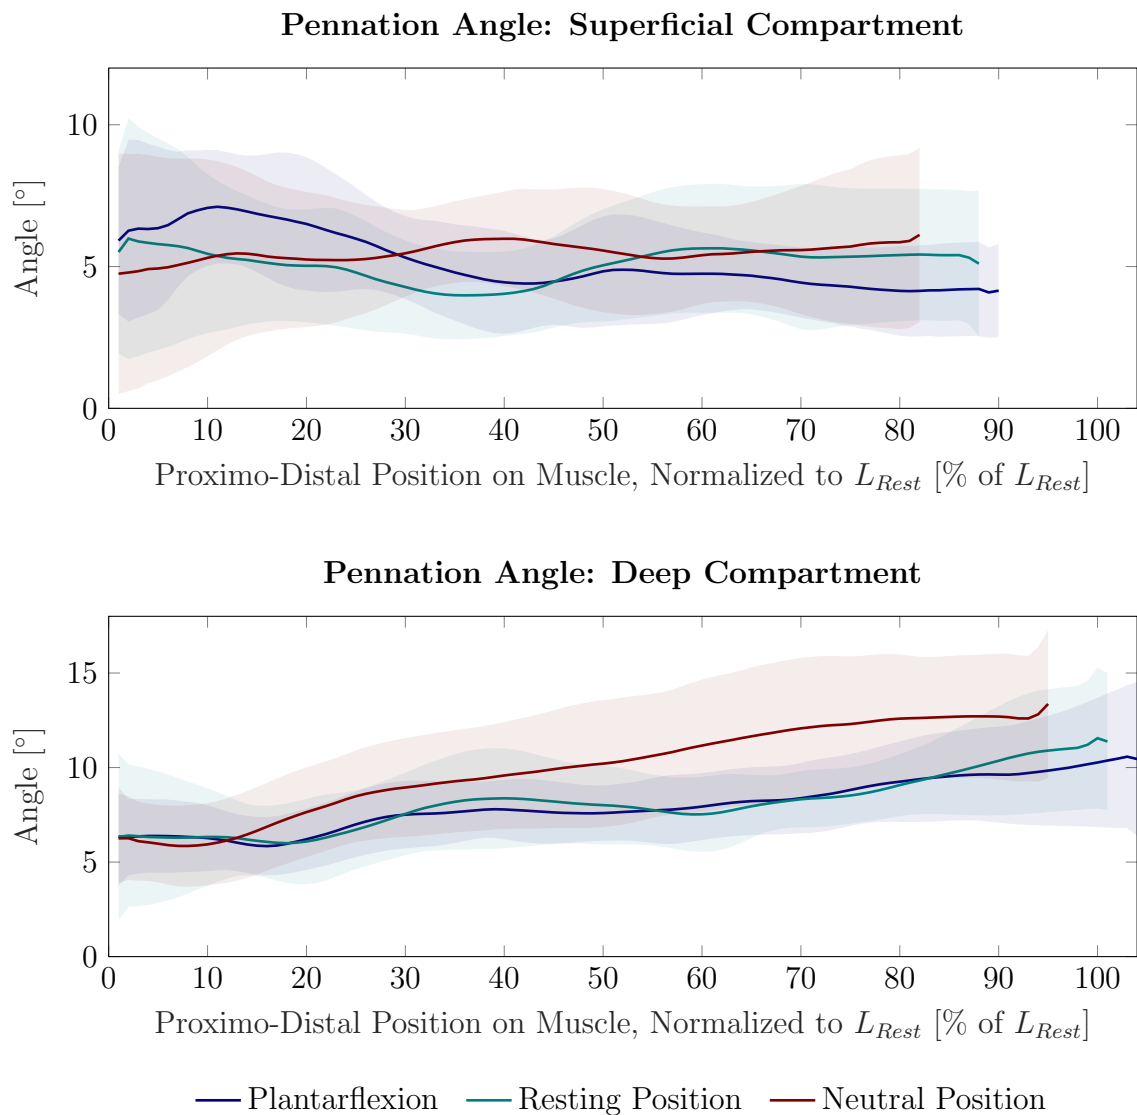 Pennation Angle: Superficial Compartment
10
5
0
Angle [°]
0 10 20 30 40 50 60 70 80 90 100
Proximo-Distal Position on Muscle, Normalized to L_Rest [% of L_Rest]
Pennation Angle: Deep Compartment
15
10
5
0
Angle [°]
0 10 20 30 40 50 60 70 80 90 100
Proximo-Distal Position on Muscle, Normalized to L_Rest [% of L_Rest]
Plantarflexion Resting Position Neutral Position